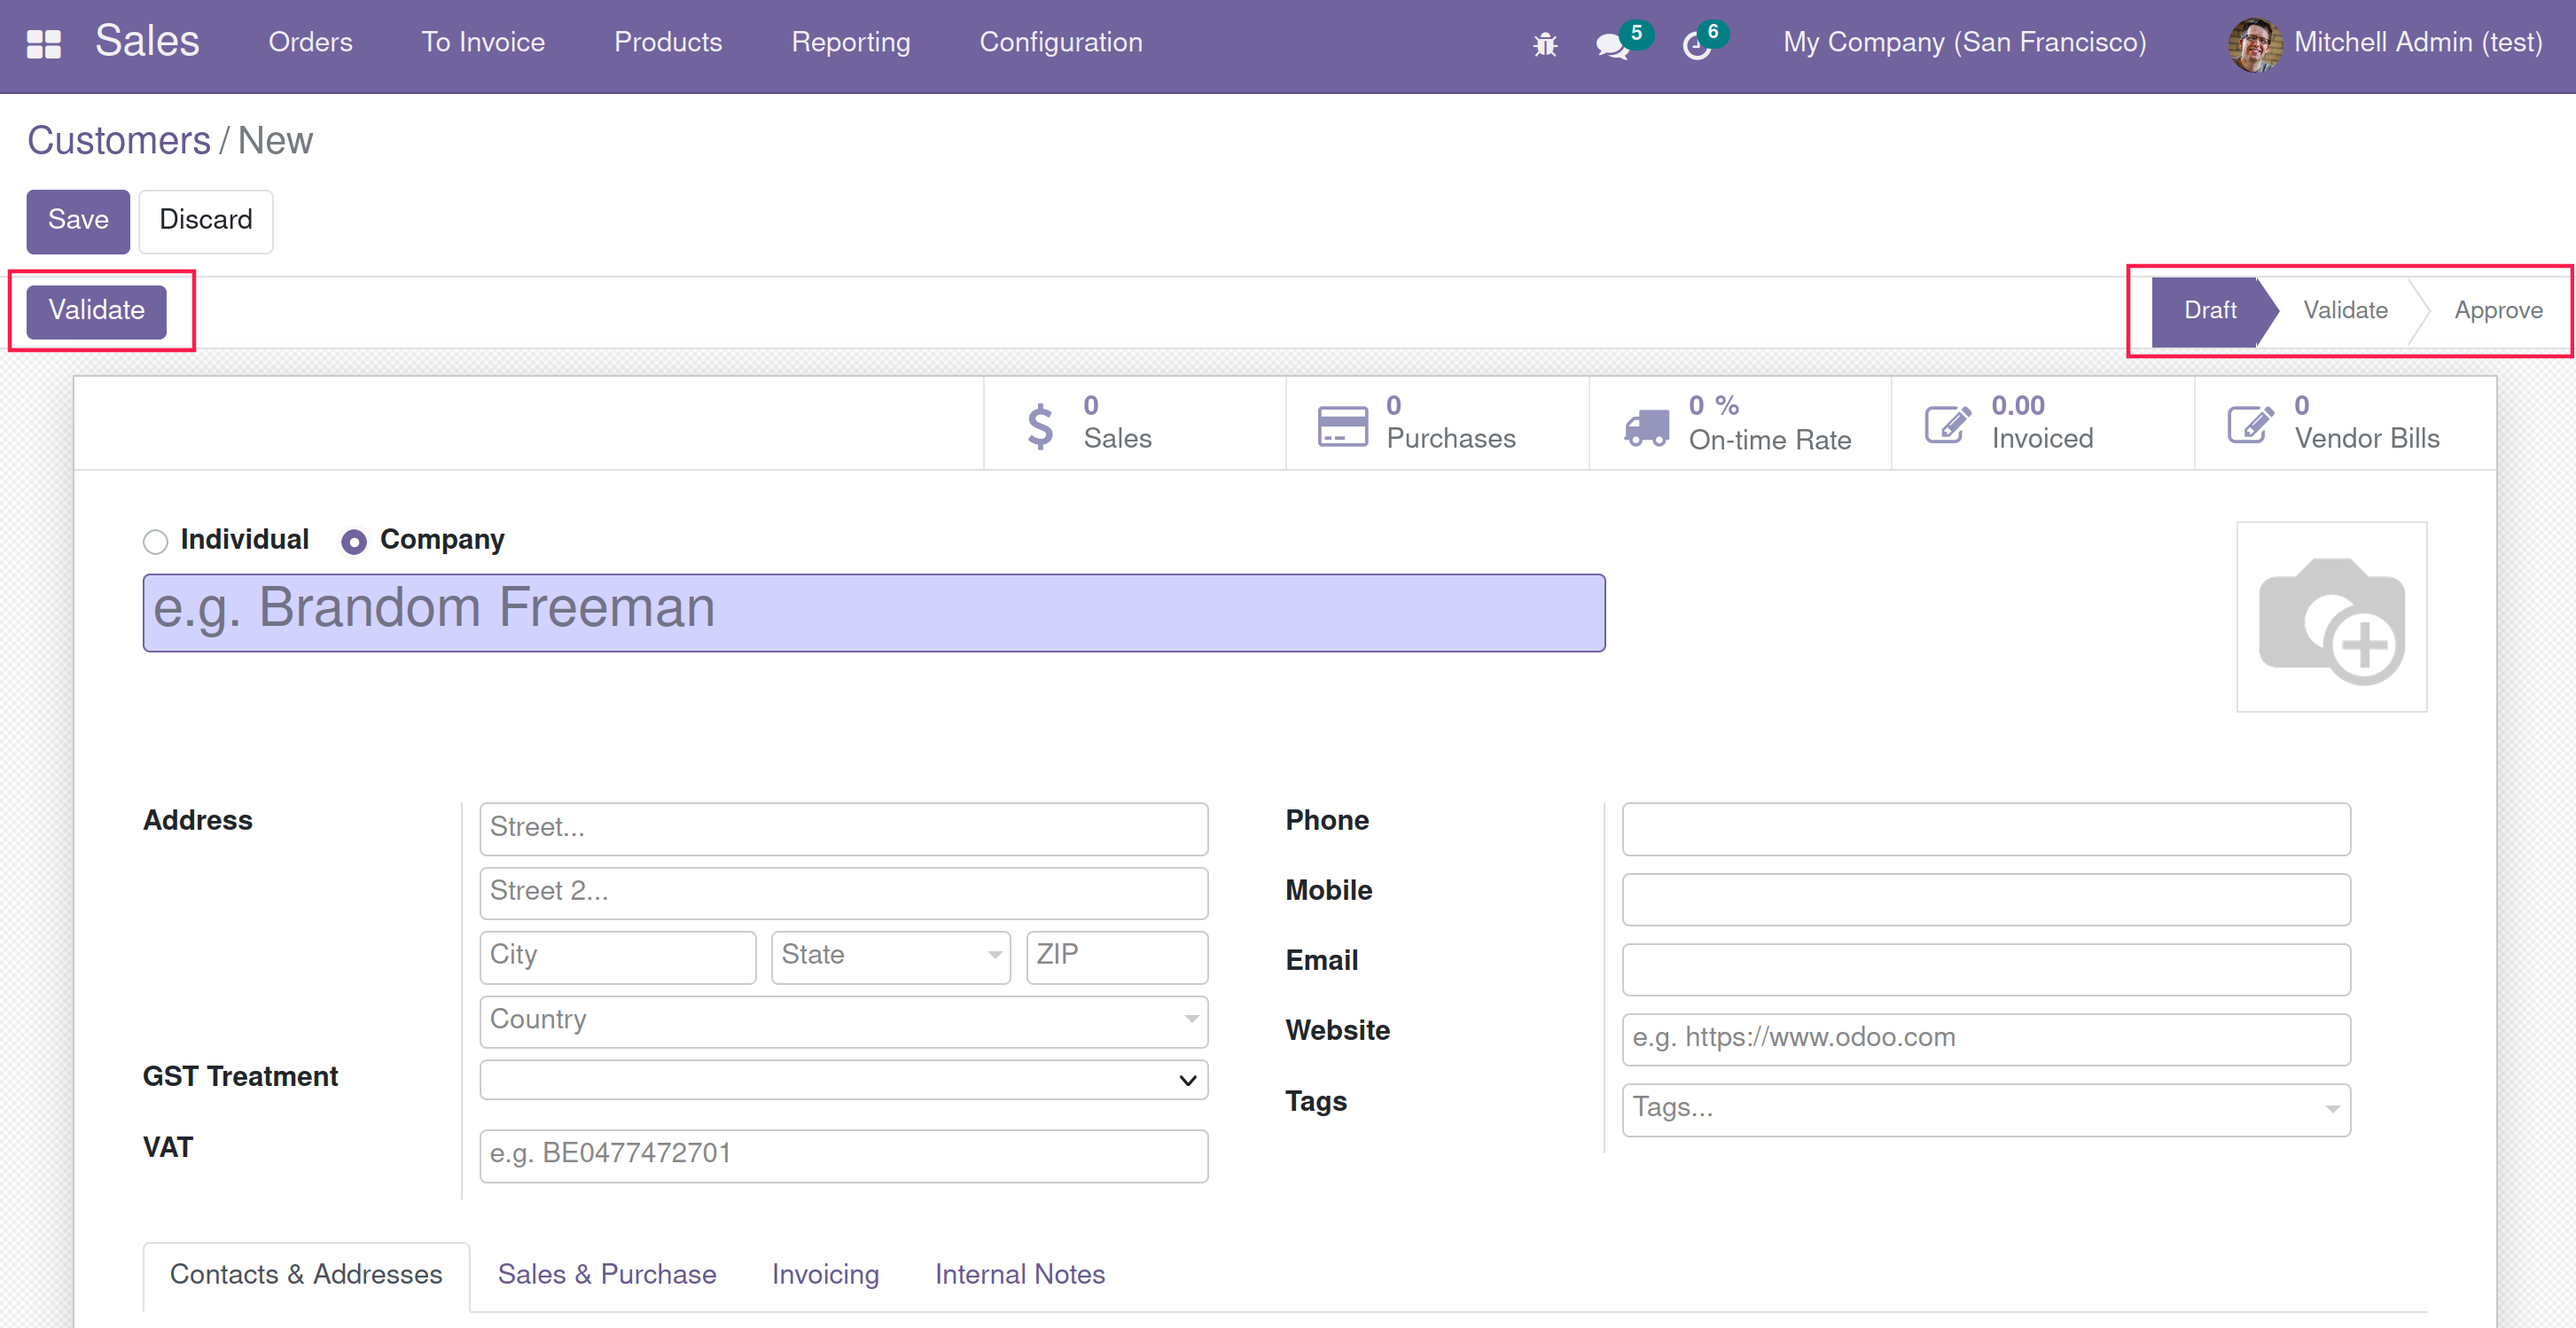 Sales Orders To Invoice Products Reporting Configuration 5 6 My Company (San Francisco) Mitchell Admin (test)
Customers / New
Save Discard
Validate Draft Validate Approve
0 Sales
0 Purchases
0 % On-time Rate
0.00 Invoiced
0 Vendor Bills
Individual Company
e.g. Brandom Freeman
Address Street...
Street 2...
City State ZIP
Country
GST Treatment
VAT e.g. BE0477472701
Phone
Mobile
Email
Website e.g. https://www.odoo.com
Tags Tags...
Contacts & Addresses Sales & Purchase Invoicing Internal Notes